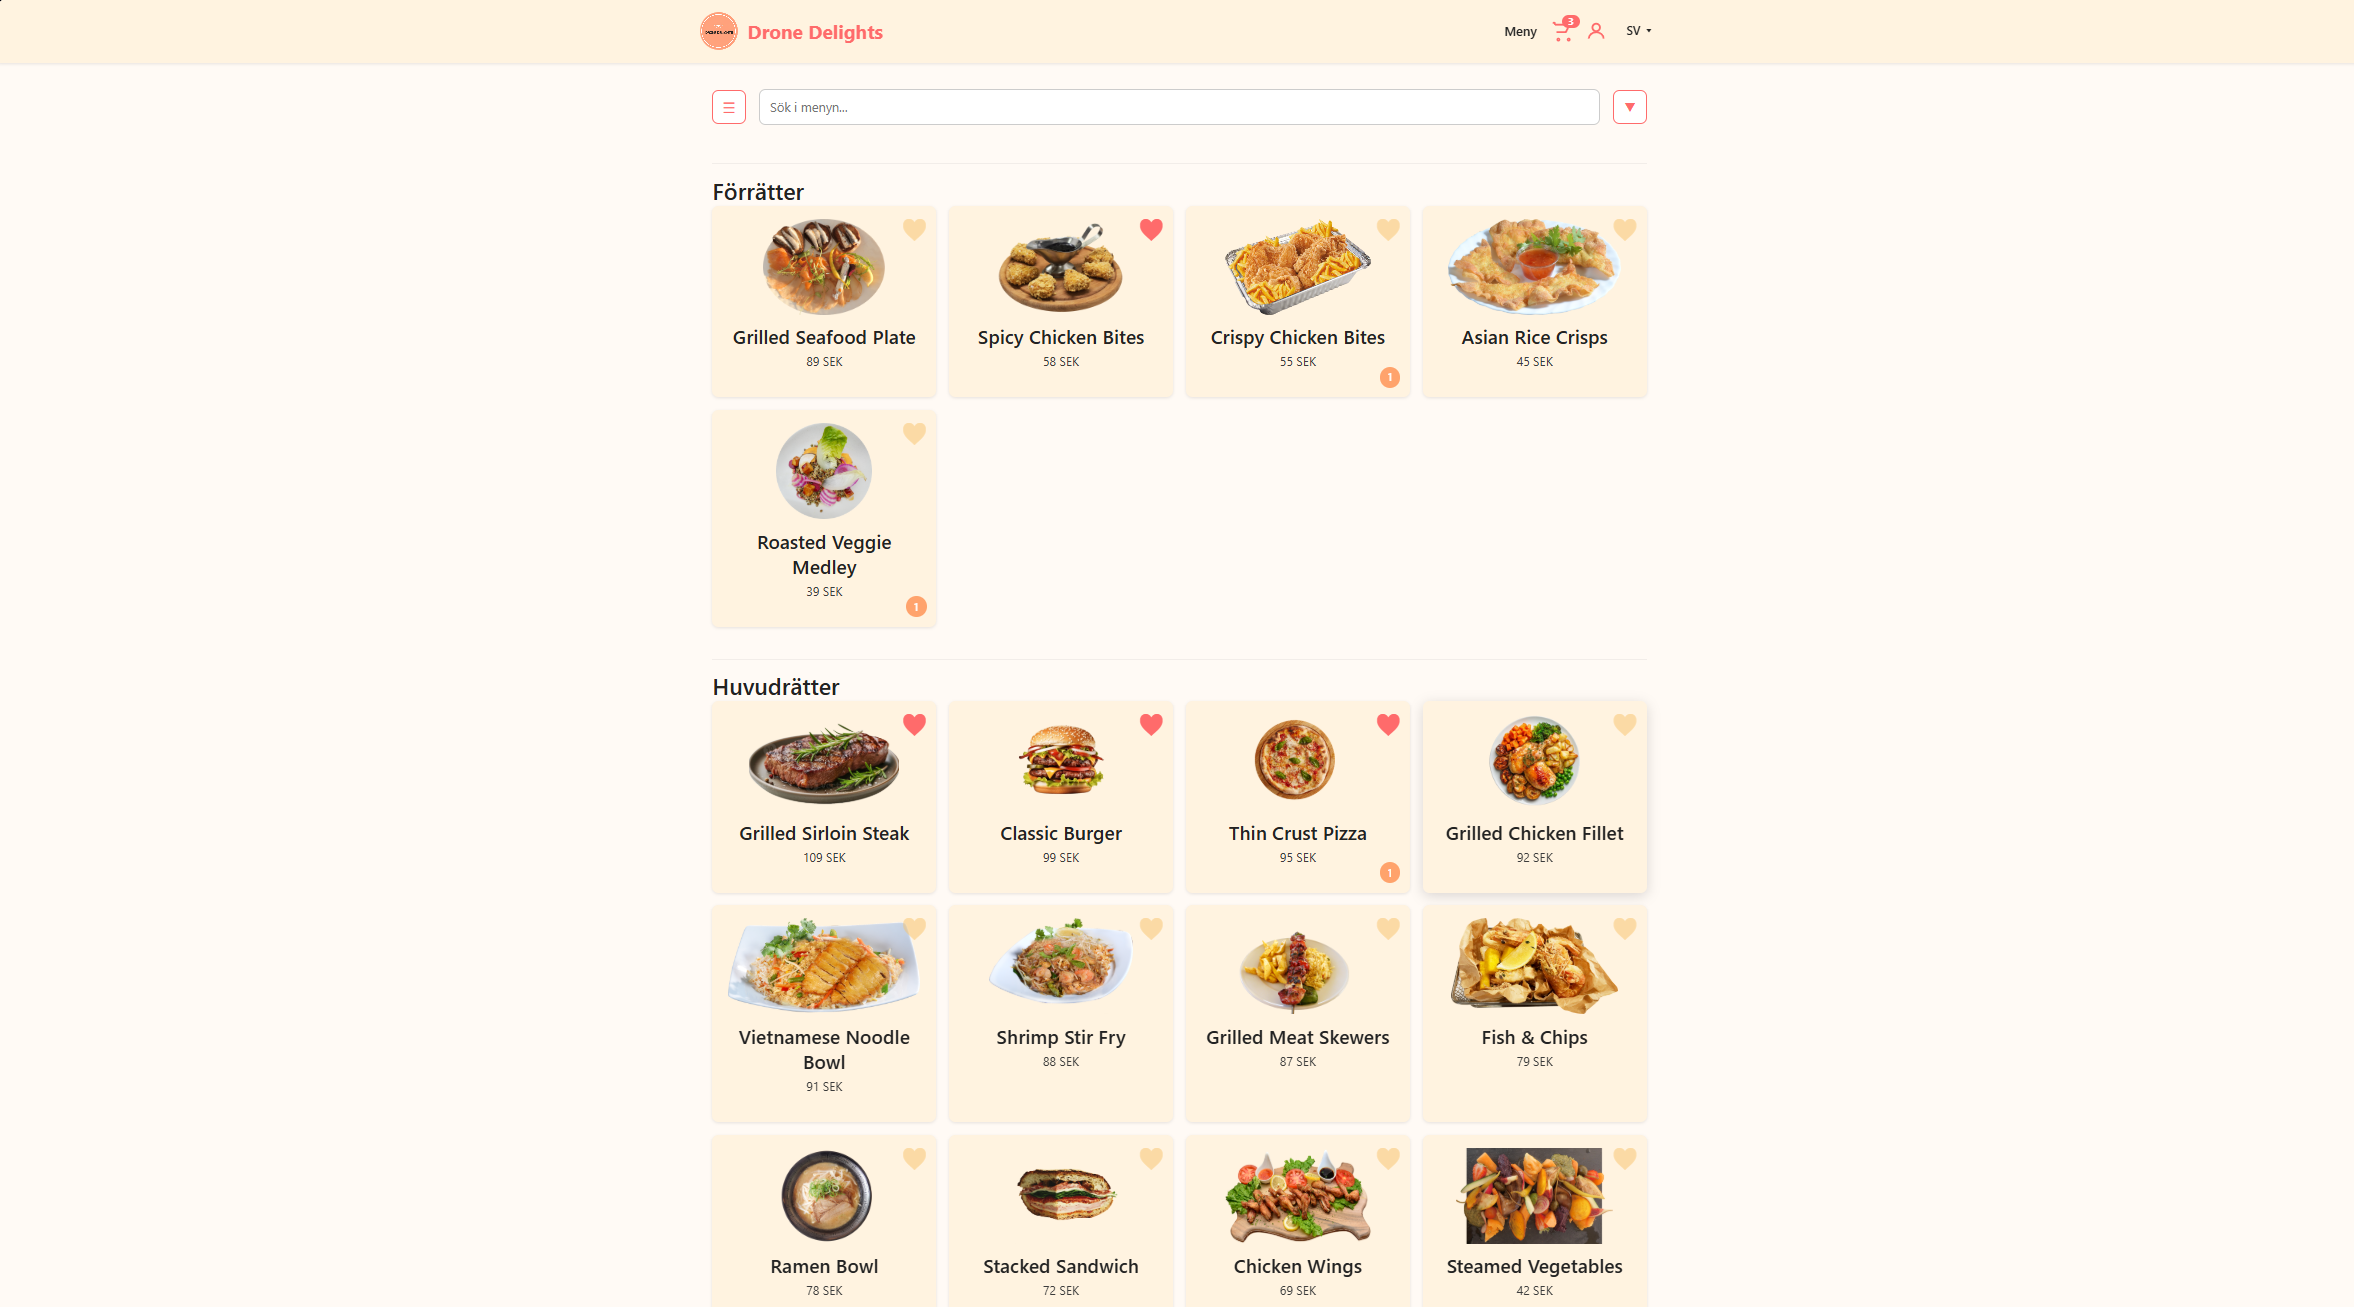 Drone Delights
Meny
3
SV
Sök i menyn...
Förrätter
Grilled Seafood Plate
89 SEK
Spicy Chicken Bites
58 SEK
Crispy Chicken Bites
55 SEK
1
Asian Rice Crisps
45 SEK
Roasted Veggie
Medley
39 SEK
1
Huvudrätter
Grilled Sirloin Steak
109 SEK
Classic Burger
99 SEK
Thin Crust Pizza
95 SEK
1
Grilled Chicken Fillet
92 SEK
Vietnamese Noodle
Bowl
91 SEK
Shrimp Stir Fry
88 SEK
Grilled Meat Skewers
87 SEK
Fish & Chips
79 SEK
Ramen Bowl
78 SEK
Stacked Sandwich
72 SEK
Chicken Wings
69 SEK
Steamed Vegetables
42 SEK